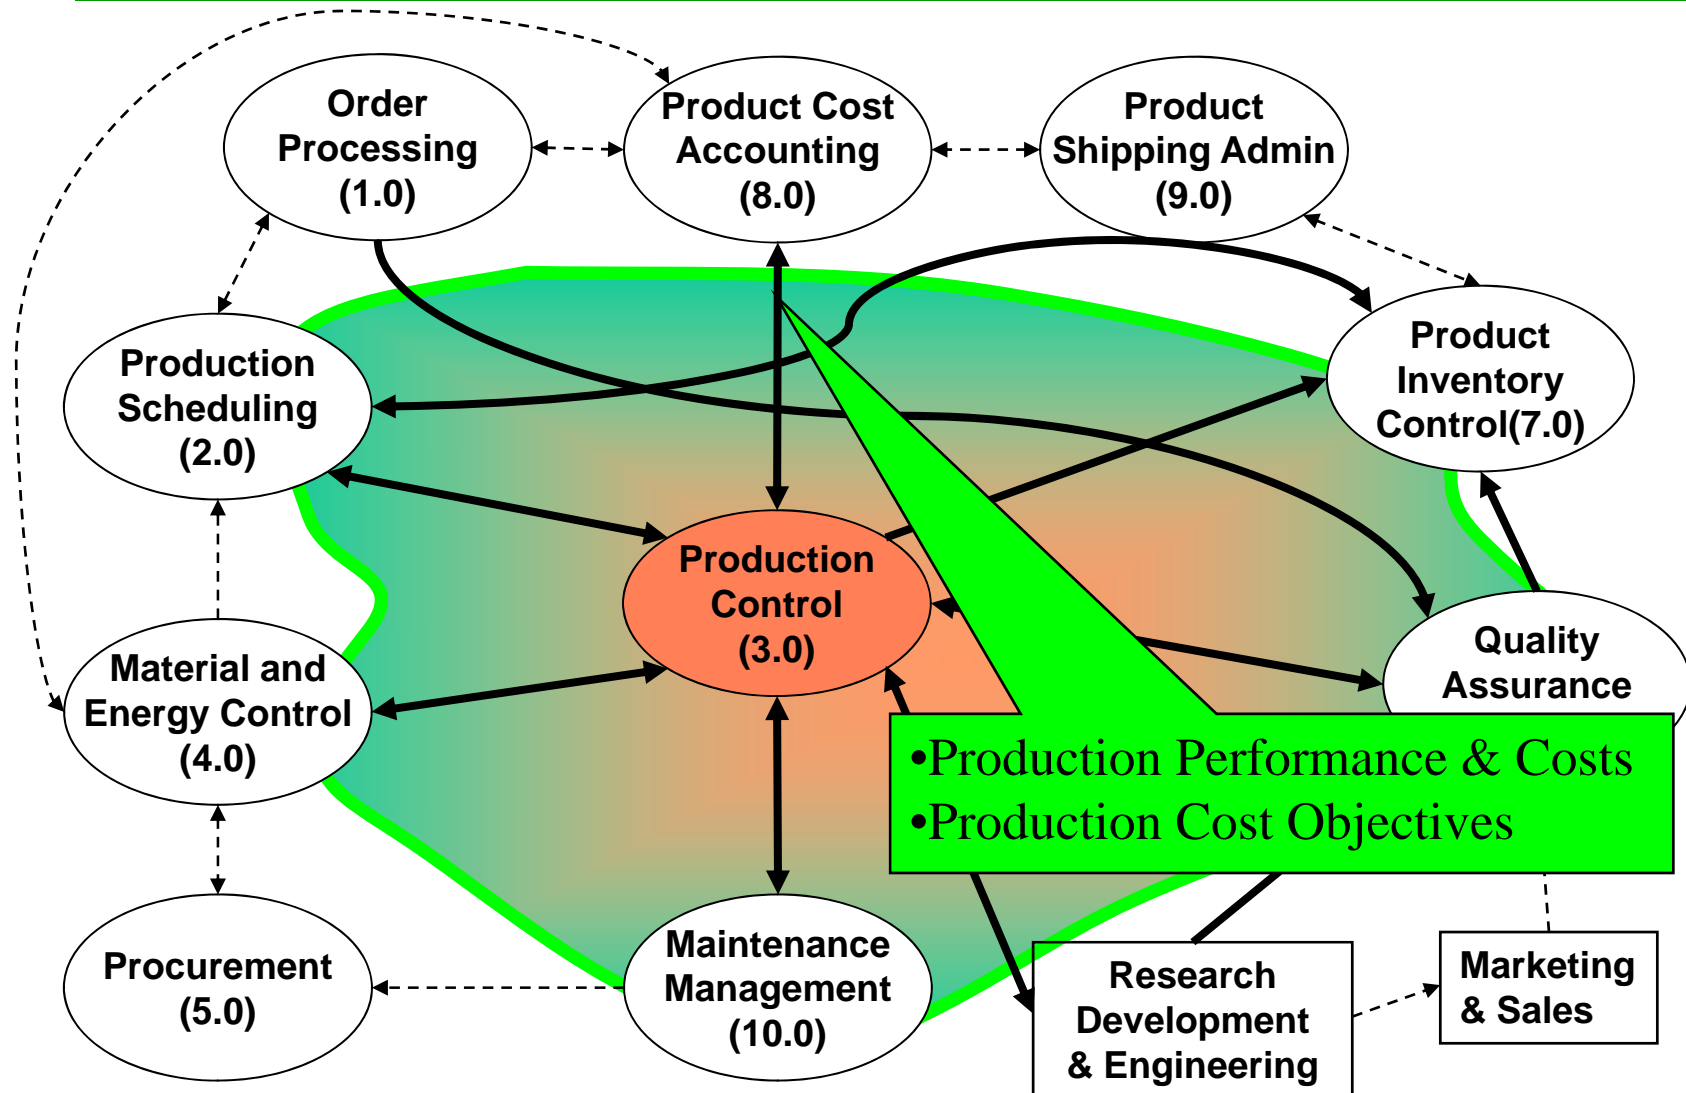 Order
Processing
(1.0)
Product Cost
Accounting
(8.0)
Product
Shipping Admin
(9.0)
Production
Scheduling
(2.0)
Product
Inventory
Control(7.0)
Production
Control
(3.0)
Material and
Energy Control
(4.0)
Quality
Assurance
•Production Performance & Costs
•Production Cost Objectives
Procurement
(5.0)
Maintenance
Management
(10.0)
Research
Development
& Engineering
Marketing
& Sales